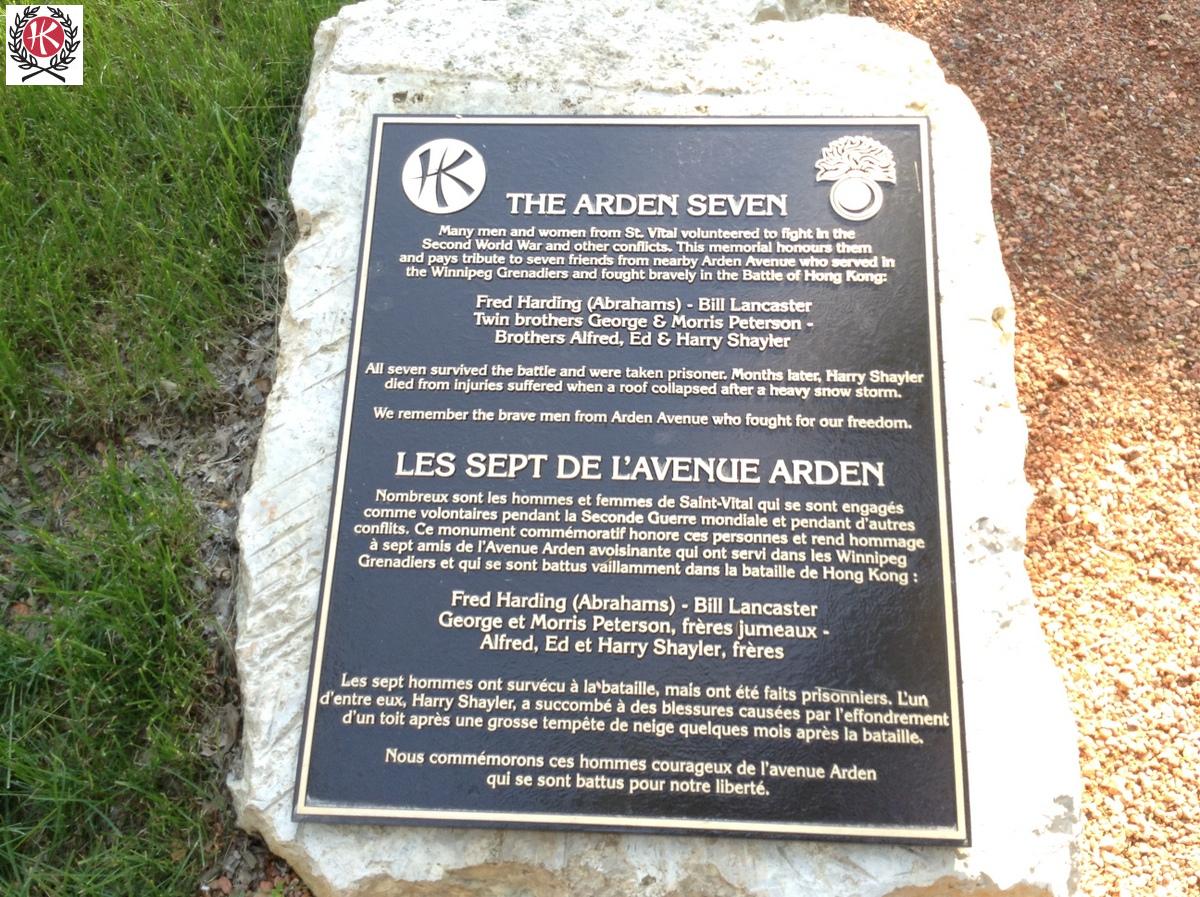 HK
HK
THE ARDEN SEVEN
Many men and women from St. Vital volunteered to fight in the
Second World War and other conflicts. This memorial honours them
and pays tribute to seven friends from nearby Arden Avenue who served in
the Winnipeg Grenadiers and fought bravely in the Battle of Hong Kong:
Fred Harding (Abrahams) - Bill Lancaster
Twin brothers George & Morris Peterson -
Brothers Alfred, Ed & Harry Shayler
All seven survived the battle and were taken prisoner. Months later, Harry Shayler
died from injuries suffered when a roof collapsed after a heavy snow storm.
We remember the brave men from Arden Avenue who fought for our freedom.
LES SEPT DE L'AVENUE ARDEN
Nombreux sont les hommes et femmes de Saint-Vital qui se sont engagés
comme volontaires pendant la Seconde Guerre mondiale et pendant d'autres
conflits. Ce monument commémoratif honore ces personnes et rend hommage
à sept amis de l'Avenue Arden avoisinante qui ont servi dans les Winnipeg
Grenadiers et qui se sont battus vaillamment dans la bataille de Hong Kong :
Fred Harding (Abrahams) - Bill Lancaster
George et Morris Peterson, frères jumeaux -
Alfred, Ed et Harry Shayler, frères
Les sept hommes ont survécu à la bataille, mais ont été faits prisonniers. L'un
d'entre eux, Harry Shayler, a succombé à des blessures causées par l'effondrement
d'un toit après une grosse tempête de neige quelques mois après la bataille.
Nous commémorons ces hommes courageux de l'avenue Arden
qui se sont battus pour notre liberté.